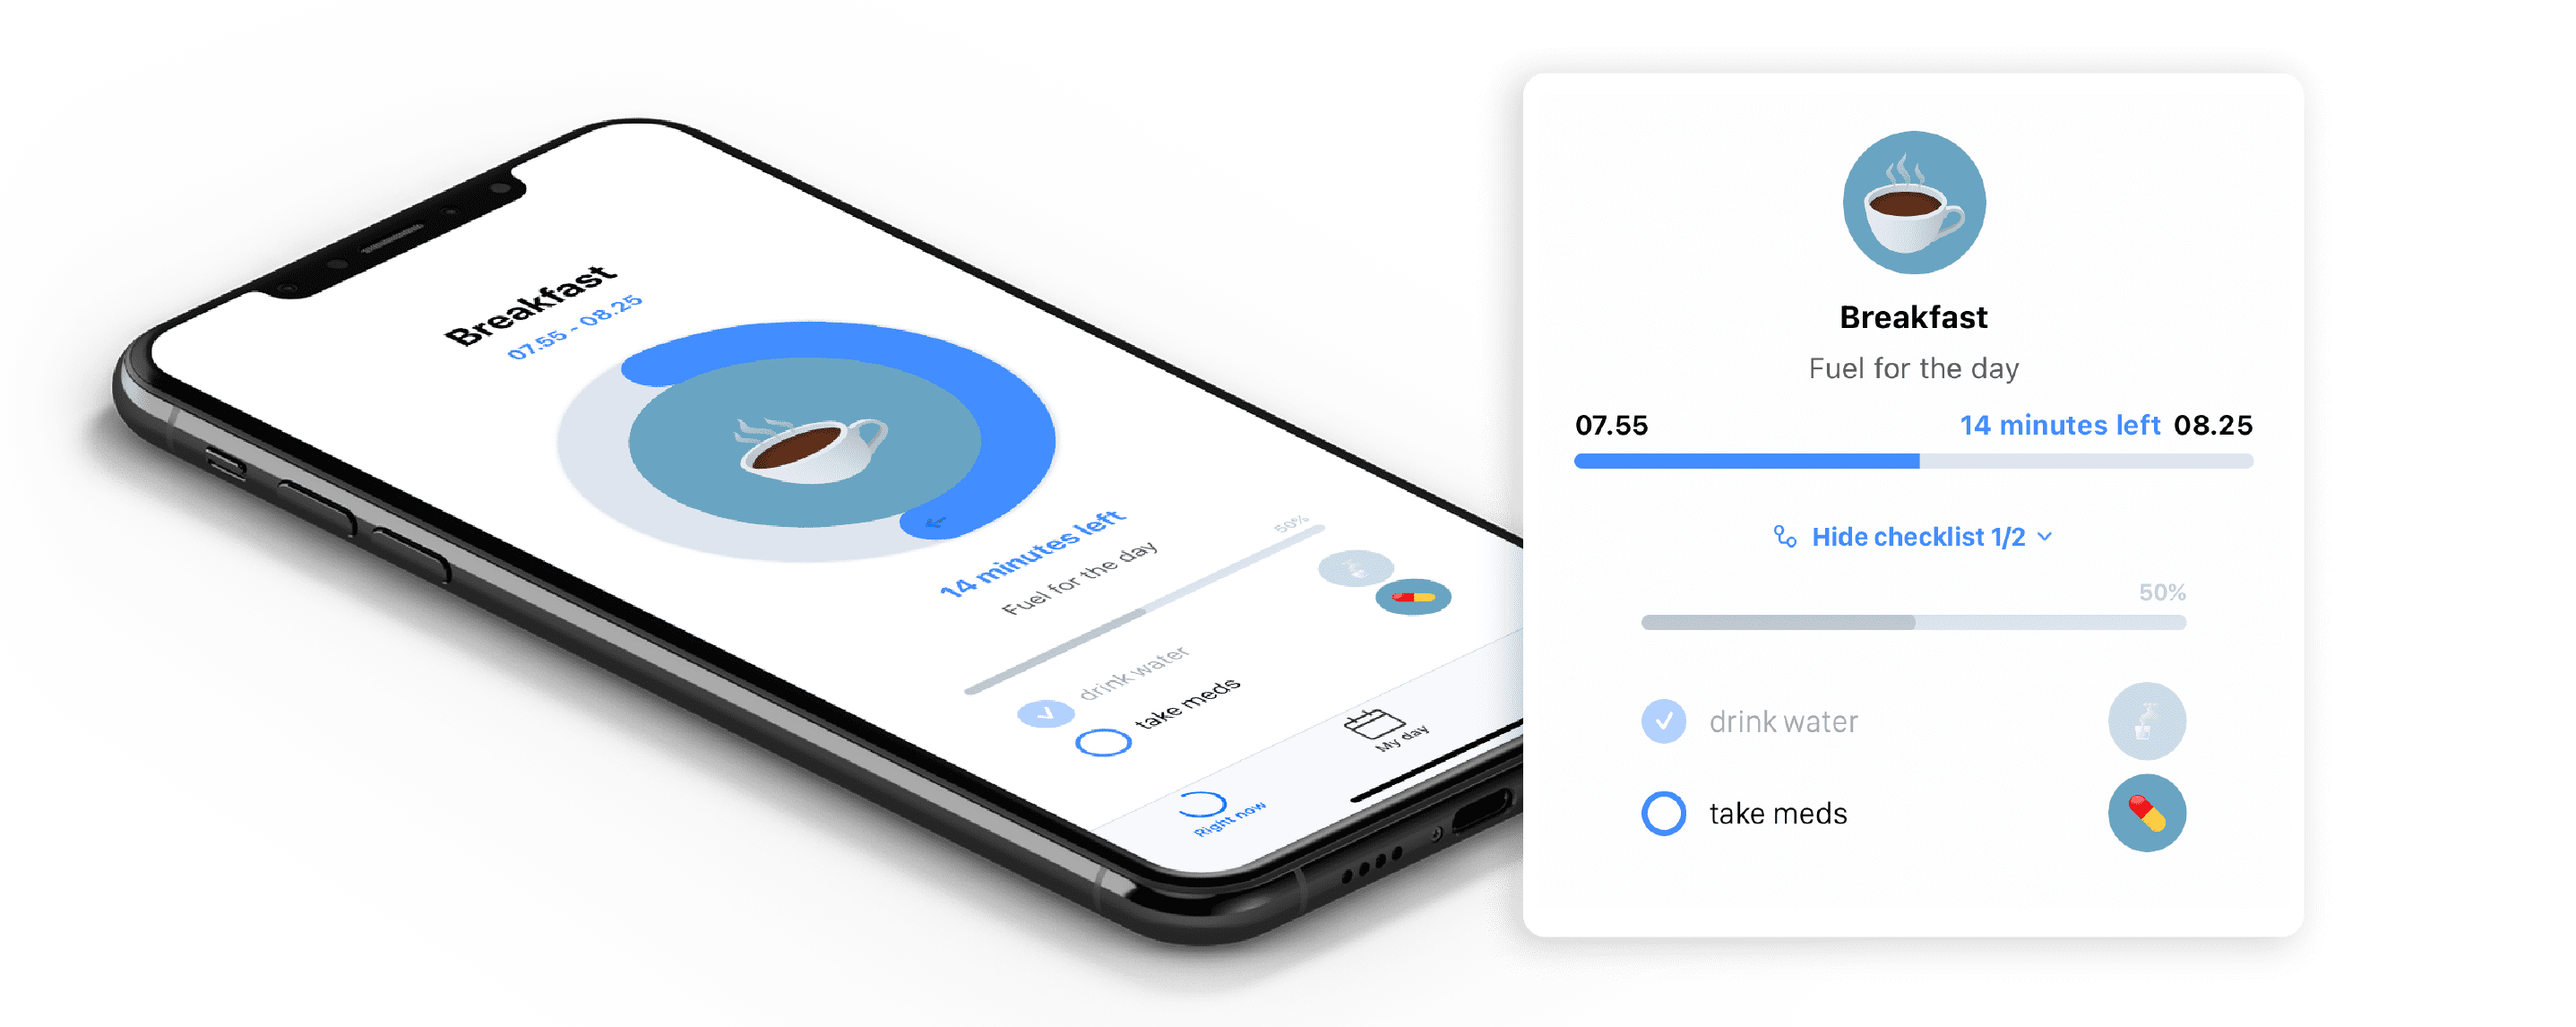 Breakfast
07.55 - 08.25
14 minutes left
Fuel for the day
50%
drink water
take meds
Right now
My day
Breakfast
Fuel for the day
07.55 14 minutes left 08.25
Hide checklist 1/2
50%
drink water
take meds